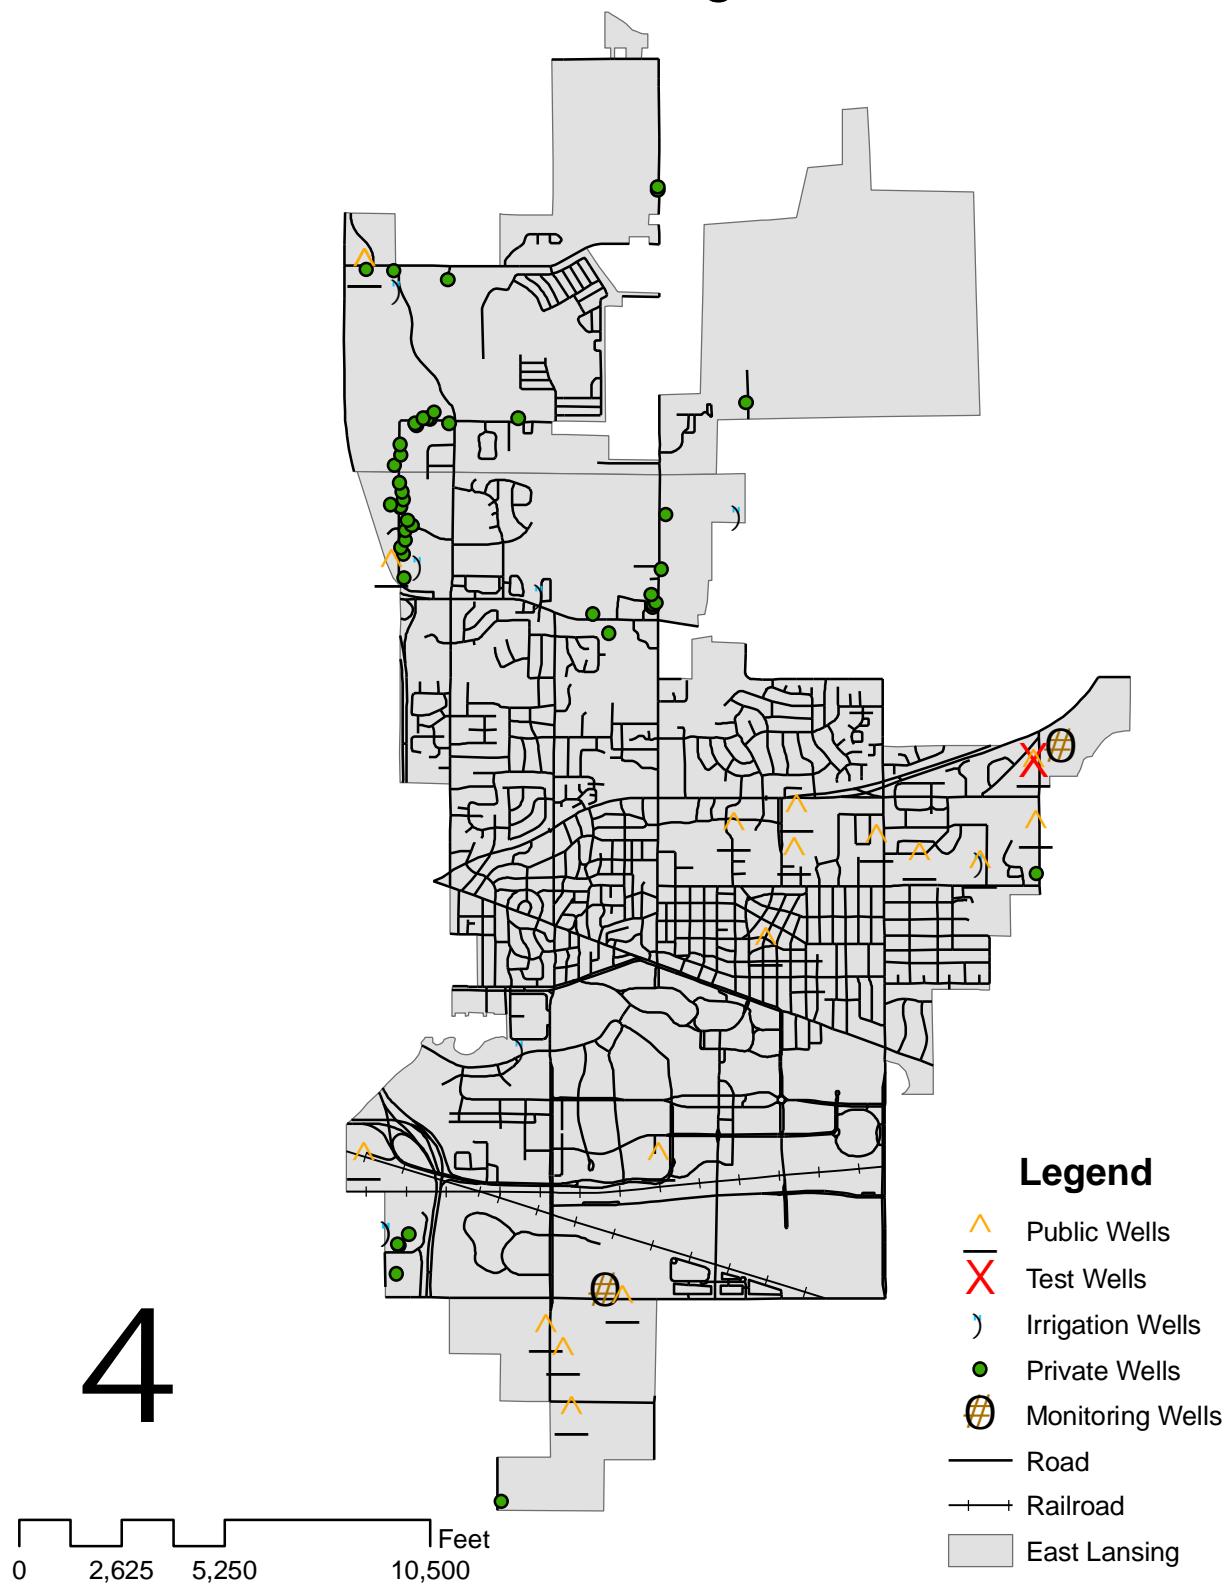 Legend
Public Wells
Test Wells
Irrigation Wells
Private Wells
Monitoring Wells
Road
Railroad
East Lansing
4
Feet
0 2,625 5,250 10,500